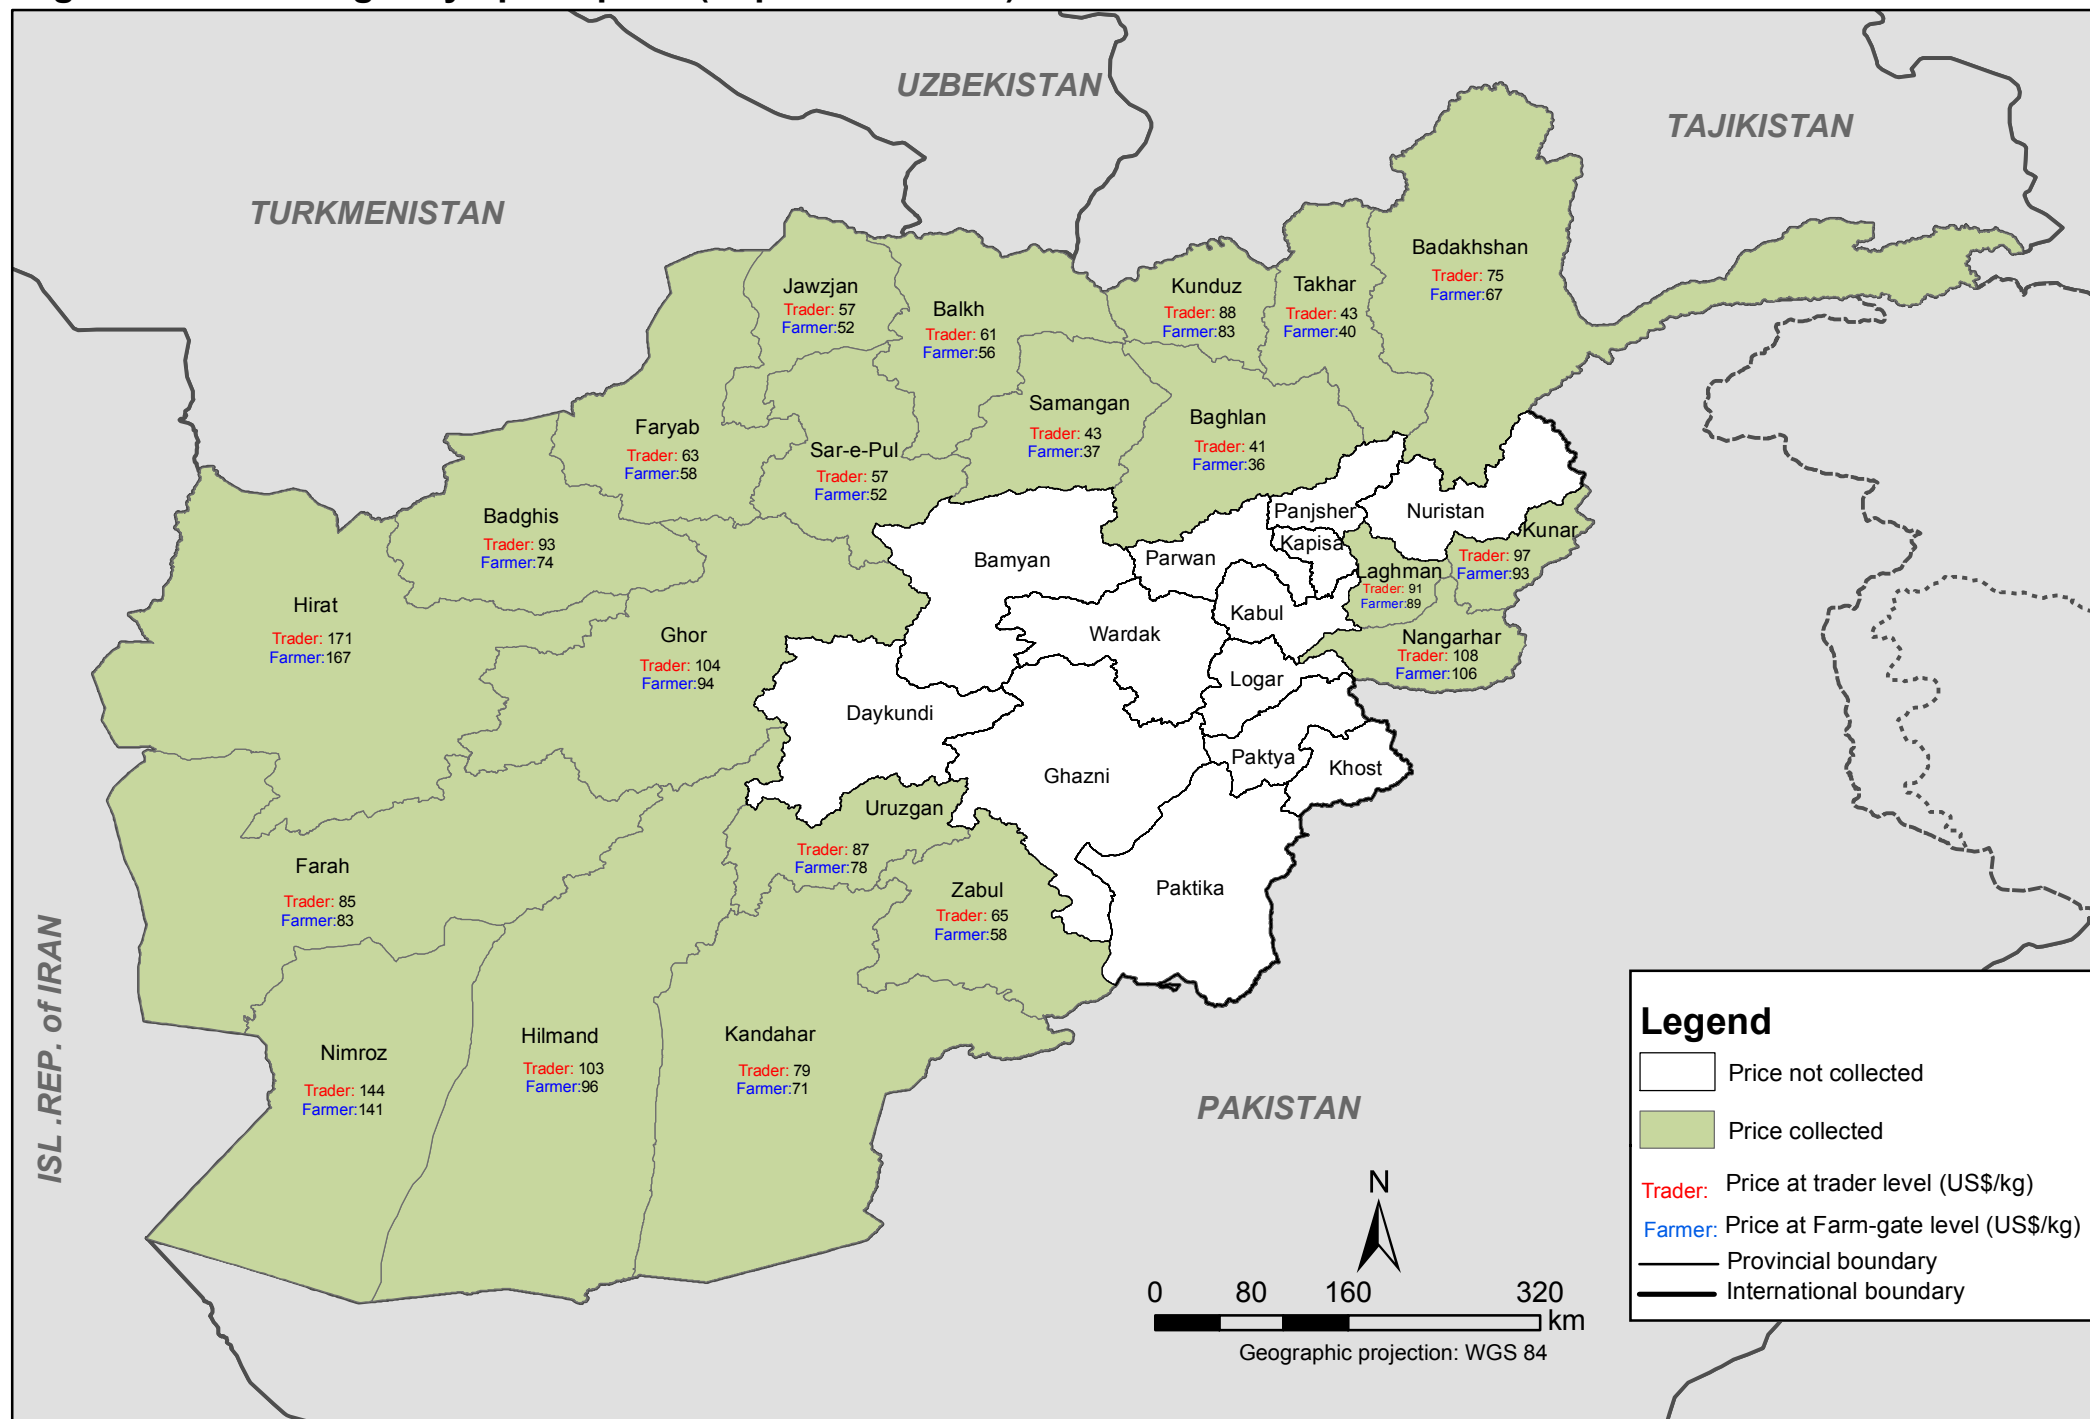 UZBEKISTAN
TAJIKISTAN
TURKMENISTAN
Badakhshan
Trader: 75
Farmer:67
Jawzjan
Trader: 57
Farmer:52
Balkh
Trader: 61
Farmer:56
Kunduz
Trader: 88
Farmer:83
Takhar
Trader: 43
Farmer:40
Faryab
Trader: 63
Farmer:58
Sar-e-Pul
Trader: 57
Farmer:52
Samangan
Trader: 43
Farmer:37
Baghlan
Trader: 41
Farmer:36
Badghis
Trader: 93
Farmer:74
Panjsher
Nuristan
Kunar
Trader: 97
Farmer:93
Kapisa
Parwan
Bamyan
Laghman
Trader: 91
Farmer:89
Hirat
Trader: 171
Farmer:167
Ghor
Trader: 104
Farmer:94
Wardak
Kabul
Nangarhar
Trader: 108
Farmer:106
Logar
Daykundi
Ghazni
Paktya
Khost
Uruzgan
Trader: 87
Farmer:78
Farah
Trader: 85
Farmer:83
Zabul
Trader: 65
Farmer:58
Paktika
Nimroz
Trader: 144
Farmer:141
Hilmand
Trader: 103
Farmer:96
Kandahar
Trader: 79
Farmer:71
ISL .REP. of IRAN
PAKISTAN
N
0 80 160 320
km
Geographic projection: WGS 84
Legend
Price not collected
Price collected
Trader: Price at trader level (US$/kg)
Farmer: Price at Farm-gate level (US$/kg)
Provincial boundary
International boundary